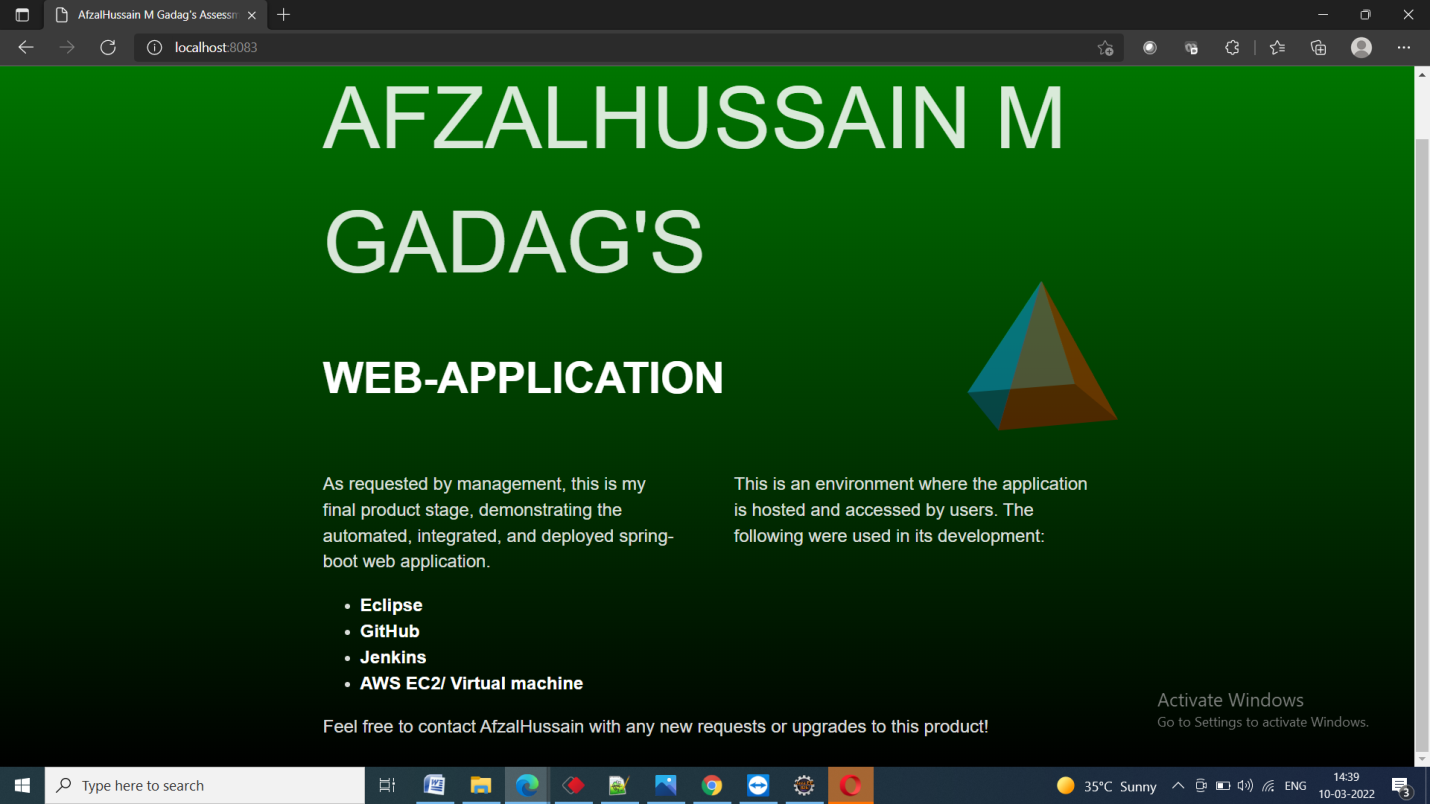 AfzalHussain M Gadag's Assessm
localhost:8083
AFZALHUSSAIN M
GADAG'S
WEB-APPLICATION
As requested by management, this is my
final product stage, demonstrating the
automated, integrated, and deployed spring-
boot web application.
This is an environment where the application
is hosted and accessed by users. The
following were used in its development:
Eclipse
GitHub
Jenkins
AWS EC2/ Virtual machine
Feel free to contact AfzalHussain with any new requests or upgrades to this product!
Activate Windows
Go to Settings to activate Windows.
Type here to search
35°C Sunny
ENG
14:39
10-03-2022
3